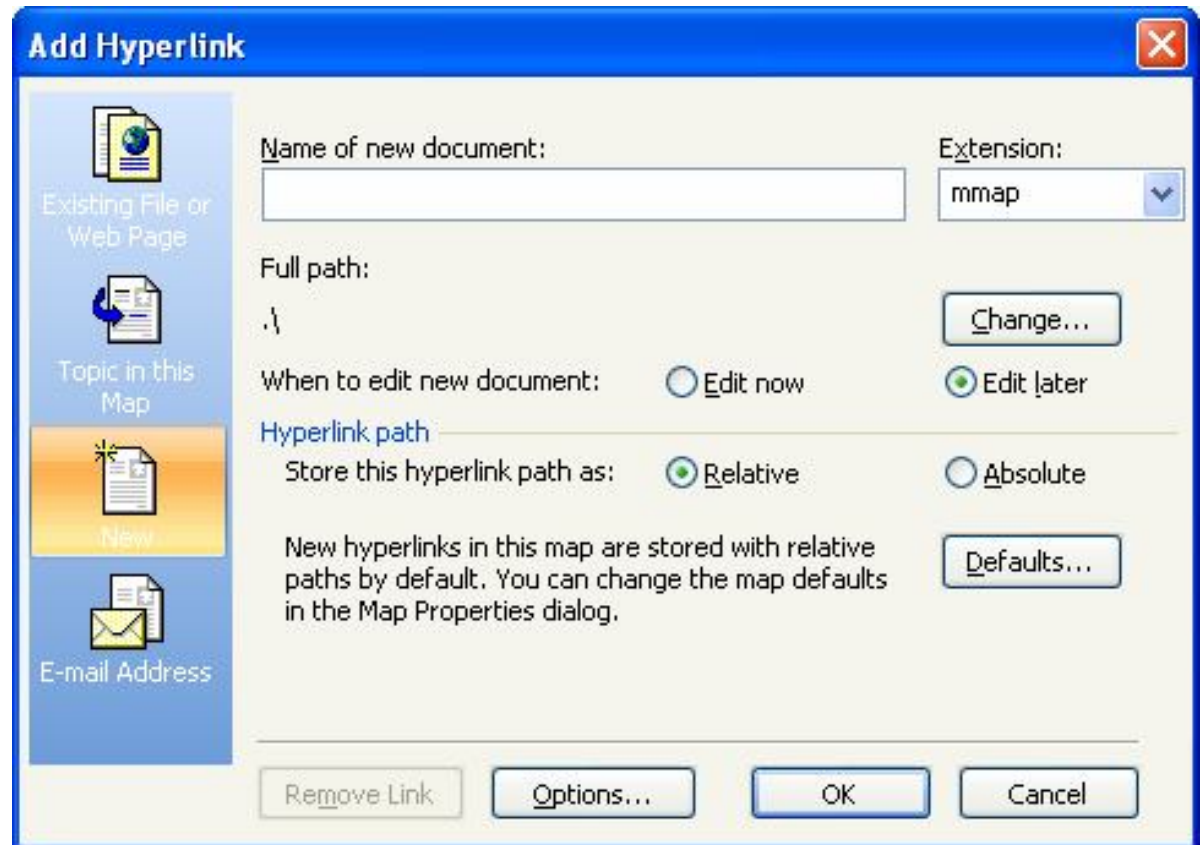 Add Hyperlink
Existing File or
Web Page
Topic in this
Map
New
E-mail Address
Name of new document:
Extension:
mmap
Full path:
.\
Change...
When to edit new document:
Edit now
Edit later
Hyperlink path
Store this hyperlink path as:
Relative
Absolute
New hyperlinks in this map are stored with relative
paths by default. You can change the map defaults
in the Map Properties dialog.
Defaults...
Remove Link
Options...
OK
Cancel